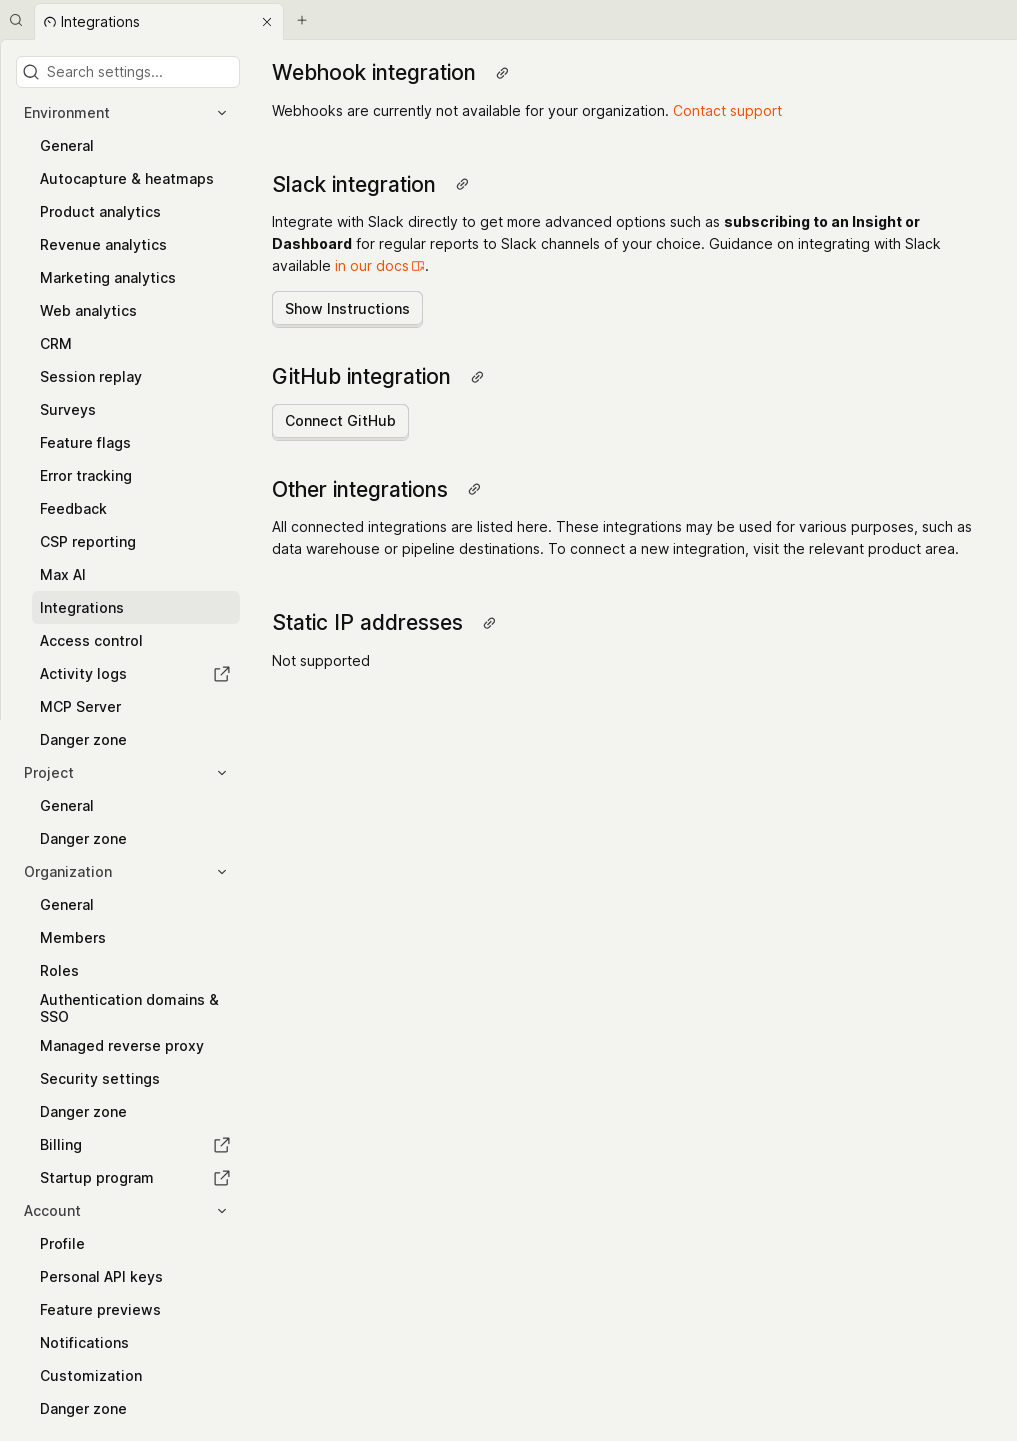 Integrations
Search settings...
Environment
General
Autocapture & heatmaps
Product analytics
Revenue analytics
Marketing analytics
Web analytics
CRM
Session replay
Surveys
Feature flags
Error tracking
Feedback
CSP reporting
Max AI
Integrations
Access control
Activity logs
MCP Server
Danger zone
Project
General
Danger zone
Organization
General
Members
Roles
Authentication domains &
SSO
Managed reverse proxy
Security settings
Danger zone
Billing
Startup program
Account
Profile
Personal API keys
Feature previews
Notifications
Customization
Danger zone
Webhook integration
Webhooks are currently not available for your organization. Contact support
Slack integration
Integrate with Slack directly to get more advanced options such as subscribing to an Insight or
Dashboard for regular reports to Slack channels of your choice. Guidance on integrating with Slack
available in our docs.
Show Instructions
GitHub integration
Connect GitHub
Other integrations
All connected integrations are listed here. These integrations may be used for various purposes, such as
data warehouse or pipeline destinations. To connect a new integration, visit the relevant product area.
Static IP addresses
Not supported